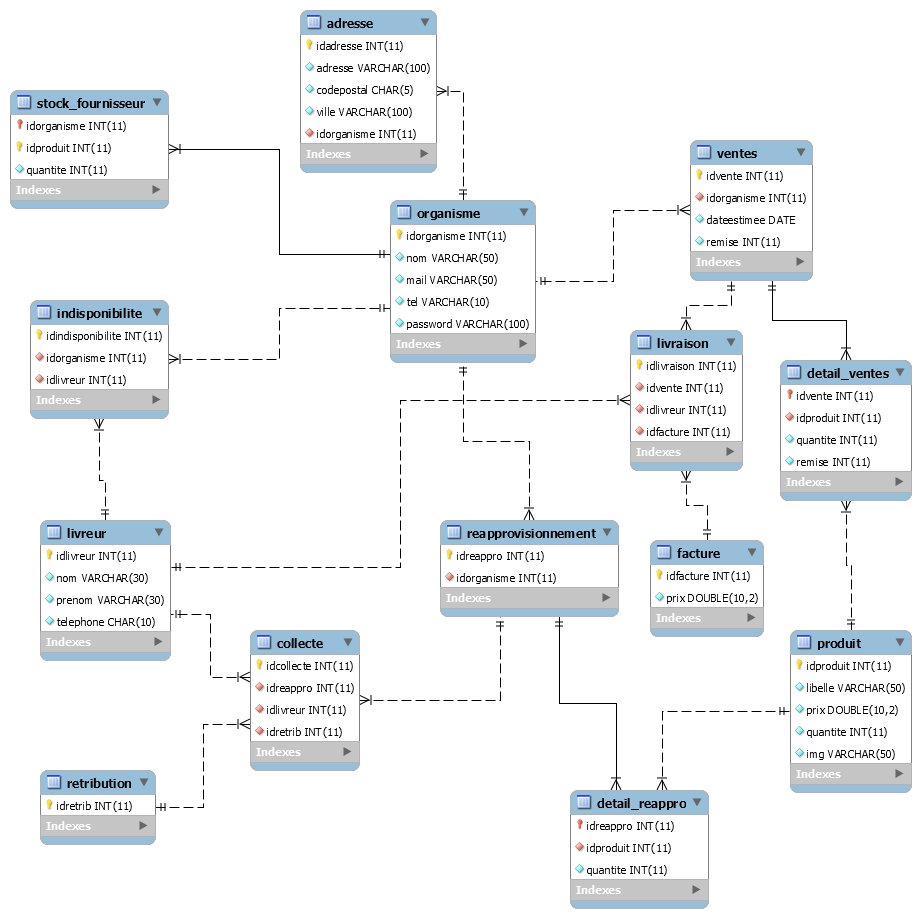 adresse
idadresse INT(11)
adresse VARCHAR(100)
codepostal CHAR(5)
ville VARCHAR(100)
idorganisme INT(11)
Indexes
stock_fournisseur
idorganisme INT(11)
idproduit INT(11)
quantite INT(11)
Indexes
ventes
idvente INT(11)
idorganisme INT(11)
dateestimee DATE
remise INT(11)
Indexes
organisme
idorganisme INT(11)
nom VARCHAR(50)
mail VARCHAR(50)
tel VARCHAR(10)
password VARCHAR(100)
Indexes
indisponibilite
idindisponibilite INT(11)
idorganisme INT(11)
idlivreur INT(11)
Indexes
livraison
idlivraison INT(11)
idvente INT(11)
idlivreur INT(11)
idfacture INT(11)
Indexes
detail_ventes
idvente INT(11)
idproduit INT(11)
quantite INT(11)
remise INT(11)
Indexes
livreur
idlivreur INT(11)
nom VARCHAR(30)
prenom VARCHAR(30)
telephone CHAR(10)
Indexes
reapprovisionnement
idreappro INT(11)
idorganisme INT(11)
Indexes
facture
idfacture INT(11)
prix DOUBLE(10,2)
Indexes
collecte
idcollecte INT(11)
idreappro INT(11)
idlivreur INT(11)
idretrib INT(11)
Indexes
produit
idproduit INT(11)
libelle VARCHAR(50)
prix DOUBLE(10,2)
quantite INT(11)
img VARCHAR(50)
Indexes
retribution
idretrib INT(11)
Indexes
detail_reappro
idreappro INT(11)
idproduit INT(11)
quantite INT(11)
Indexes